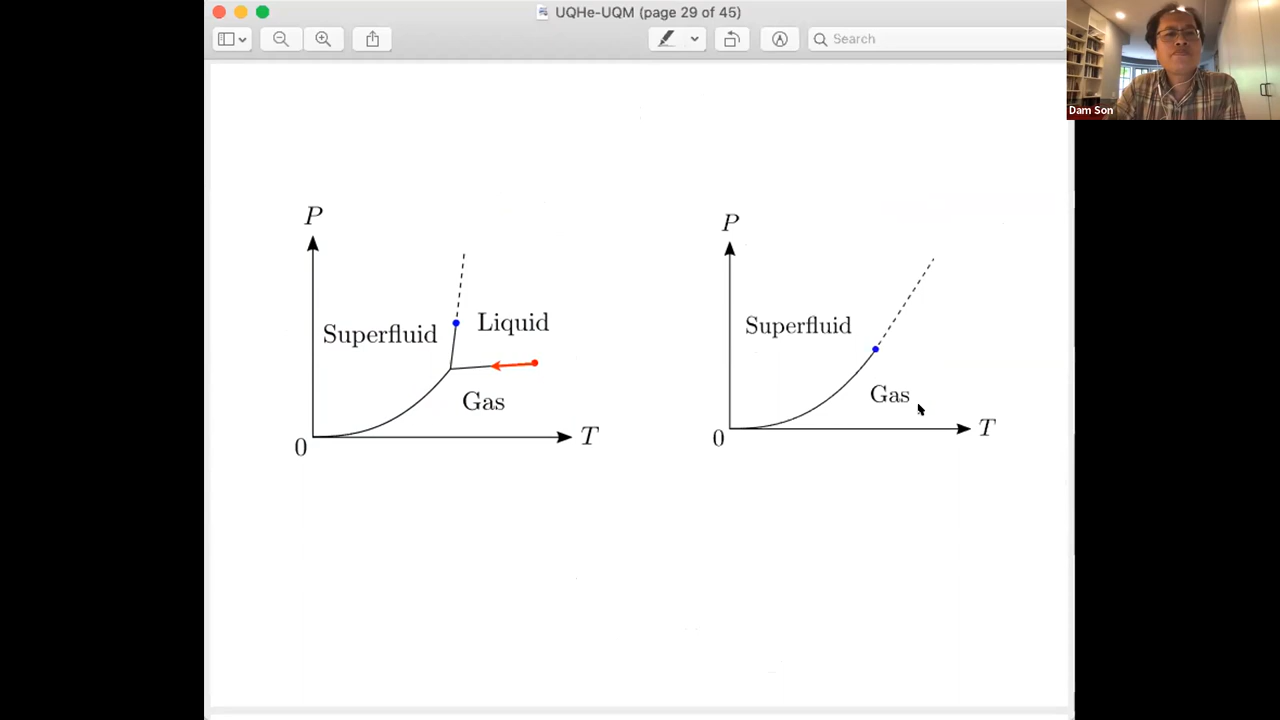 UQHe-UQM (page 29 of 45)
Search
Dam Son
P
Superfluid
Liquid
Gas
0
T
P
Superfluid
Gas
0
T